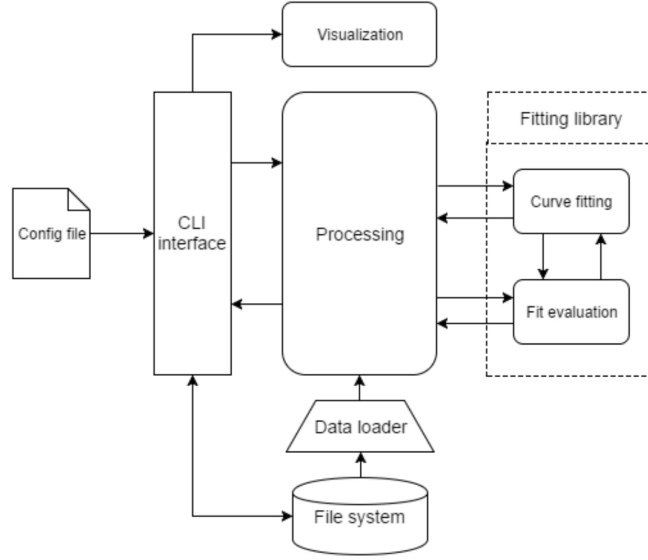 Visualization
Fitting library
Curve fitting
CLI
interface
Processing
Config file
Fit evaluation
Data loader
File system